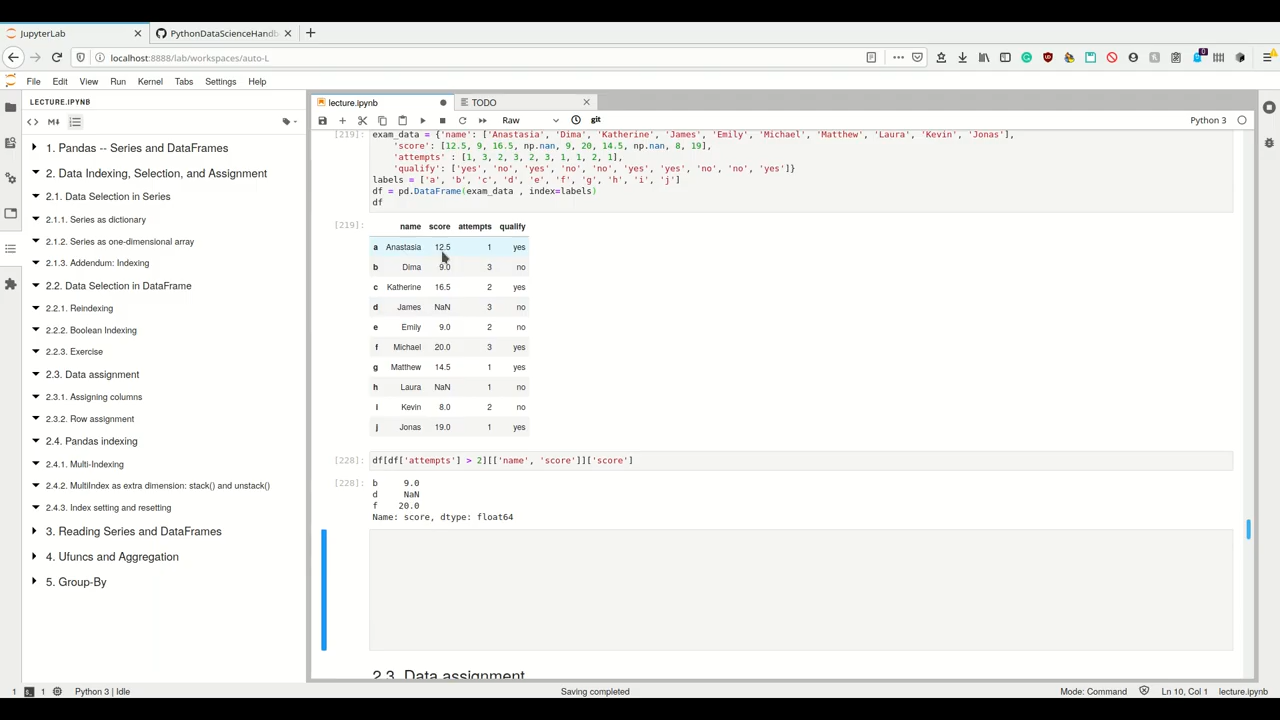 JupyterLab
PythonDataScienceHandb
localhost:8888/lab/workspaces/auto-L
File Edit View Run Kernel Tabs Settings Help
LECTURE.IPYNB
1. Pandas -- Series and DataFrames
2. Data Indexing, Selection, and Assignment
2.1. Data Selection in Series
2.1.1. Series as dictionary
2.1.2. Series as one-dimensional array
2.1.3. Addendum: Indexing
2.2. Data Selection in DataFrame
2.2.1. Reindexing
2.2.2. Boolean Indexing
2.2.3. Exercise
2.3. Data assignment
2.3.1. Assigning columns
2.3.2. Row assignment
2.4. Pandas indexing
2.4.1. Multi-Indexing
2.4.2. MultiIndex as extra dimension: stack() and unstack()
2.4.3. Index setting and resetting
3. Reading Series and DataFrames
4. Ufuncs and Aggregation
5. Group-By
lecture.ipynb
TODO
Raw git Python 3
[219]: exam_data = {'name': ['Anastasia', 'Dima', 'Katherine', 'James', 'Emily', 'Michael', 'Matthew', 'Laura', 'Kevin', 'Jonas'],
'score': [12.5, 9, 16.5, np.nan, 9, 20, 14.5, np.nan, 8, 19],
'attempts' : [1, 3, 2, 3, 2, 3, 1, 1, 2, 1],
'qualify': ['yes', 'no', 'yes', 'no', 'no', 'yes', 'yes', 'no', 'no', 'yes']}
labels = ['a', 'b', 'c', 'd', 'e', 'f', 'g', 'h', 'i', 'j']
df = pd.DataFrame(exam_data , index=labels)
df
[219]: name score attempts qualify
a Anastasia 12.5 1 yes
b Dima 9.0 3 no
c Katherine 16.5 2 yes
d James NaN 3 no
e Emily 9.0 2 no
f Michael 20.0 3 yes
g Matthew 14.5 1 yes
h Laura NaN 1 no
i Kevin 8.0 2 no
j Jonas 19.0 1 yes
[228]: df[df['attempts'] > 2][['name', 'score']]['score']
[228]: b 9.0
d NaN
f 20.0
Name: score, dtype: float64
2.3. Data assignment
1 1 Python 3 | Idle Saving completed Mode: Command Ln 10, Col 1 lecture.ipynb